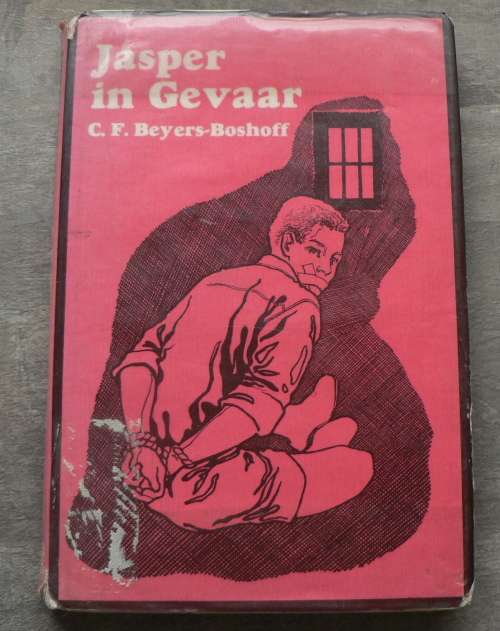 Jasper
in Gevaar
C. F. Beyers-Boshoff